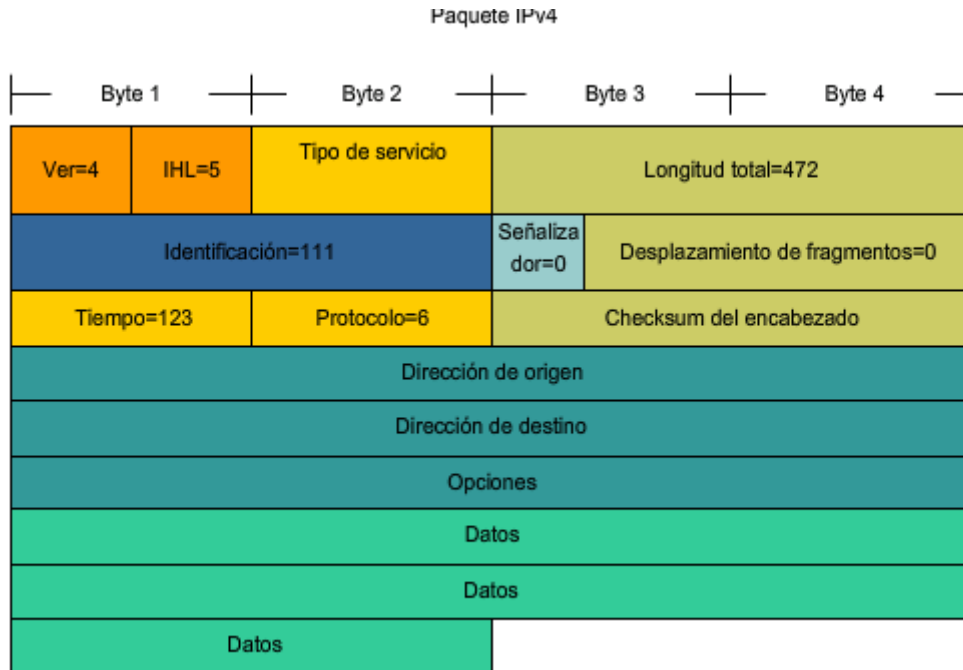 Paquete IPv4
Byte 1 Byte 2 Byte 3 Byte 4
Ver=4 IHL=5 Tipo de servicio Longitud total=472
Identificación=111 Señaliza
dor=0 Desplazamiento de fragmentos=0
Tiempo=123 Protocolo=6 Checksum del encabezado
Dirección de origen
Dirección de destino
Opciones
Datos
Datos
Datos